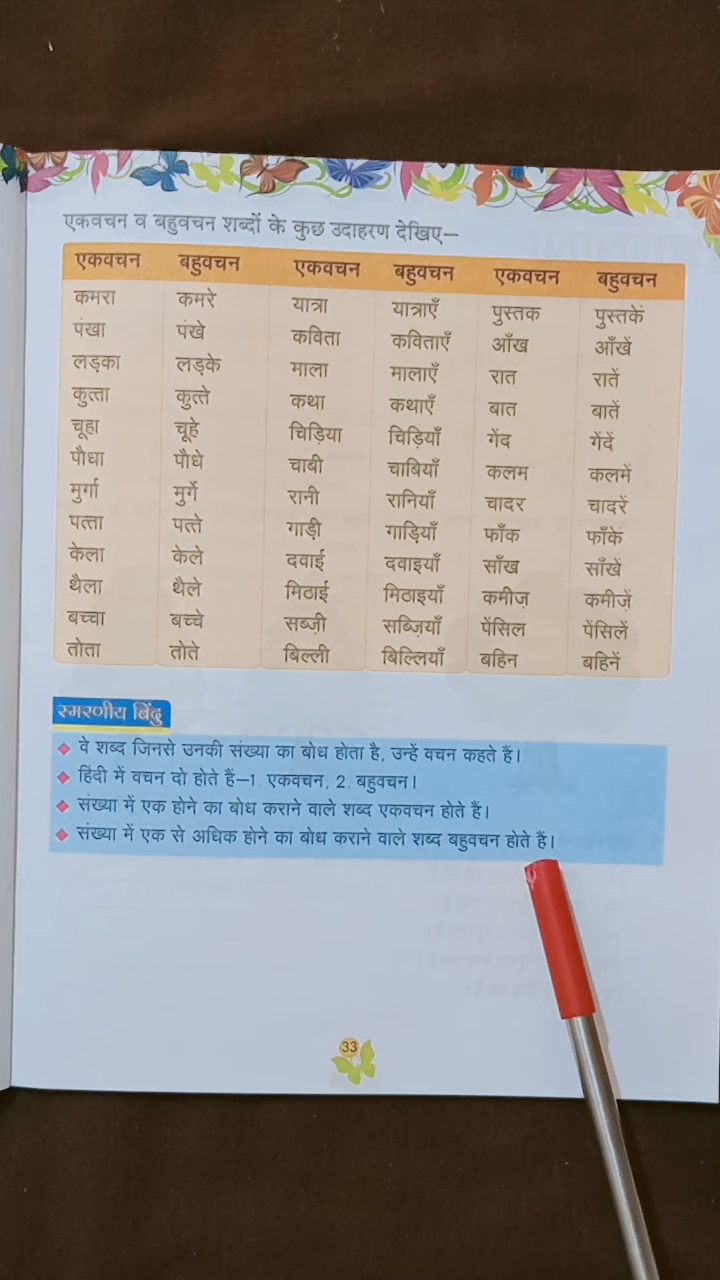 एकवचन व बहुवचन शब्दों के कुछ उदाहरण देखिए—
एकवचन बहुवचन एकवचन बहुवचन एकवचन बहुवचन
कमरा कमरे यात्रा यात्राएँ पुस्तक पुस्तकें
पंखा पंखे कविता कविताएँ आँख आँखें
लड़का लड़के माला मालाएँ रात रातें
कुत्ता कुत्ते कथा कथाएँ बात बातें
चूहा चूहे चिड़िया चिड़ियाँ गेंद गेंदें
पौधा पौधे चाबी चाबियाँ कलम कलमें
मुर्गा मुर्गे रानी रानियाँ चादर चादरें
पत्ता पत्ते गाड़ी गाड़ियाँ फाँक फाँकें
केला केले दवाई दवाइयाँ साँख साँखें
थैला थैले मिठाई मिठाइयाँ कमीज़ कमीज़ें
बच्चा बच्चे सब्ज़ी सब्ज़ियाँ पेंसिल पेंसिलें
तोता तोते बिल्ली बिल्लियाँ बहिन बहिनें
स्मरणीय बिंदु
वे शब्द जिनसे उनकी संख्या का बोध होता है, उन्हें वचन कहते हैं।
हिंदी में वचन दो होते हैं—1. एकवचन, 2. बहुवचन।
संख्या में एक होने का बोध कराने वाले शब्द एकवचन होते हैं।
संख्या में एक से अधिक होने का बोध कराने वाले शब्द बहुवचन होते हैं।
33